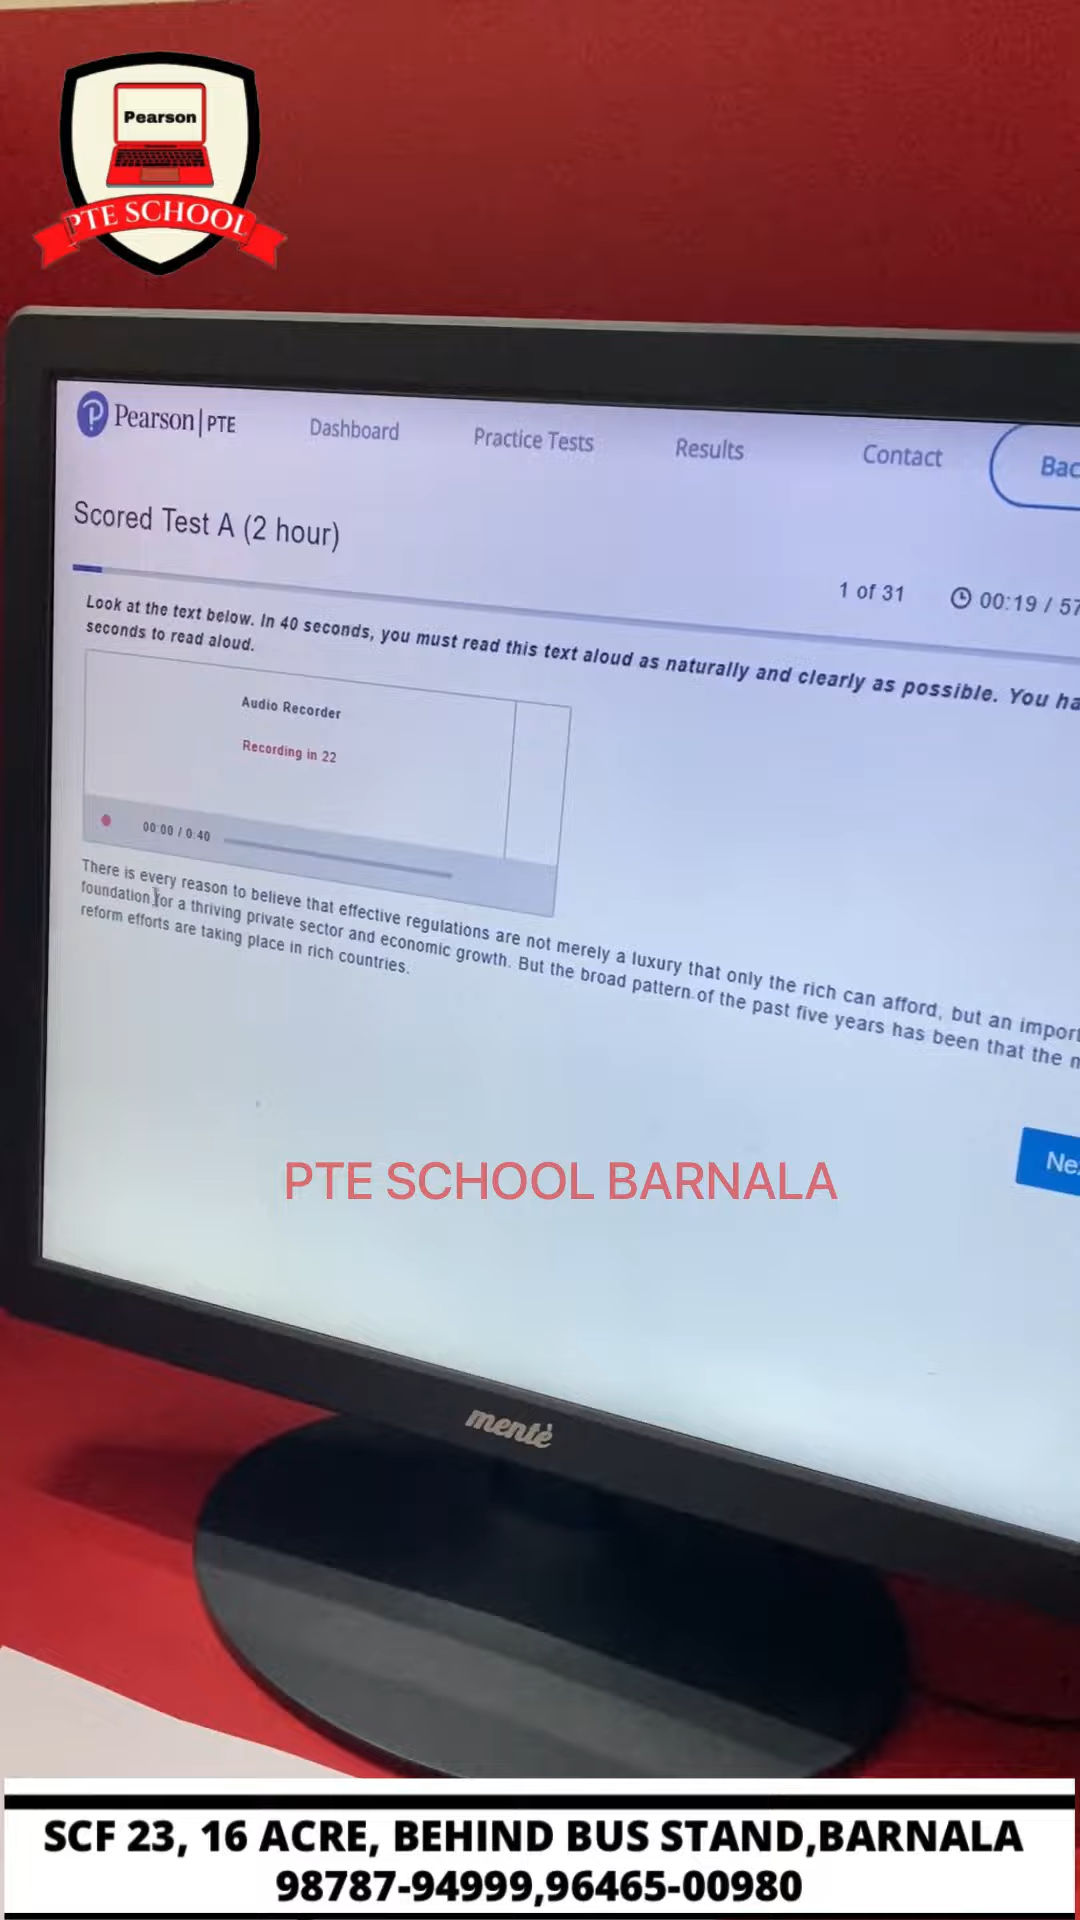 Pearson
PTE SCHOOL
Pearson | PTE
Dashboard
Practice Tests
Results
Contact
Bac
Scored Test A (2 hour)
1 of 31
00:19 / 57
Look at the text below. In 40 seconds, you must read this text aloud as naturally and clearly as possible. You ha
seconds to read aloud.
Audio Recorder
Recording in 22
00:00 / 0:40
There is every reason to believe that effective regulations are not merely a luxury that only the rich can afford, but an import
foundation for a thriving private sector and economic growth. But the broad pattern of the past five years has been that the m
reform efforts are taking place in rich countries.
Ne
PTE SCHOOL BARNALA
mentè
SCF 23, 16 ACRE, BEHIND BUS STAND,BARNALA
98787-94999,96465-00980